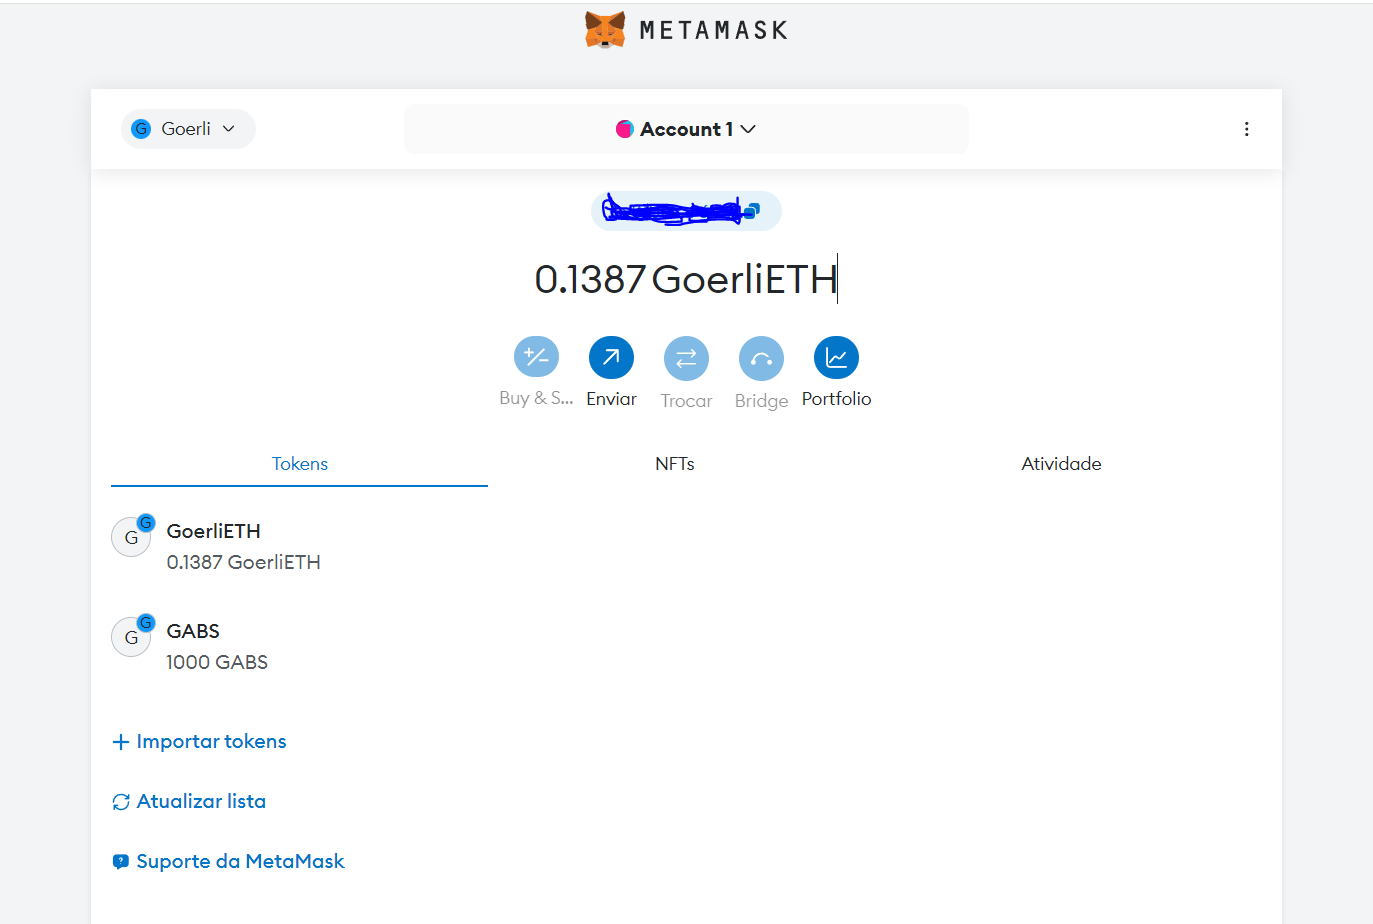 METAMASK
G Goerli
Account 1
0.1387 GoerliETH
Buy & S... Enviar Trocar Bridge Portfolio
Tokens NFTs Atividade
G G GoerliETH
0.1387 GoerliETH
G G GABS
1000 GABS
+ Importar tokens
Atualizar lista
? Suporte da MetaMask